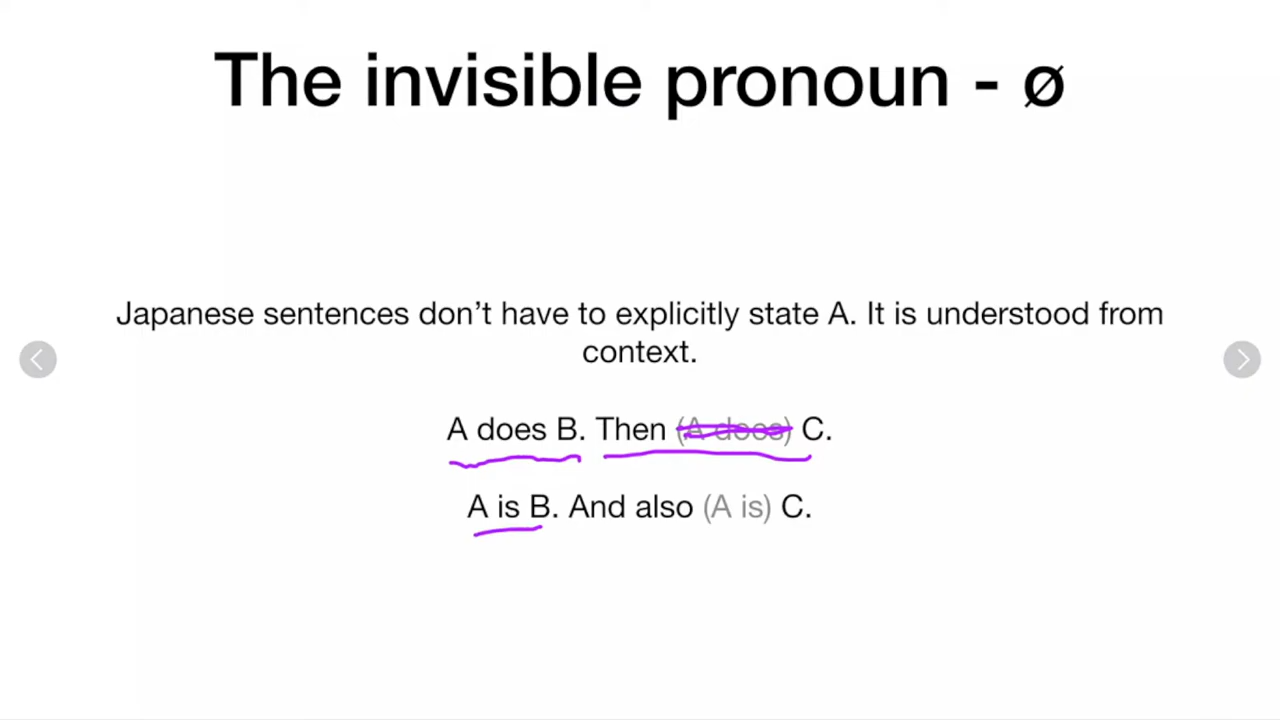 The invisible pronoun - ø
Japanese sentences don’t have to explicitly state A. It is understood from
context.
A does B. Then (A does) C.
A is B. And also (A is) C.